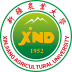 新疆农业大学
XND
1952
XINJIANG AGRICULTURAL UNIVERSITY